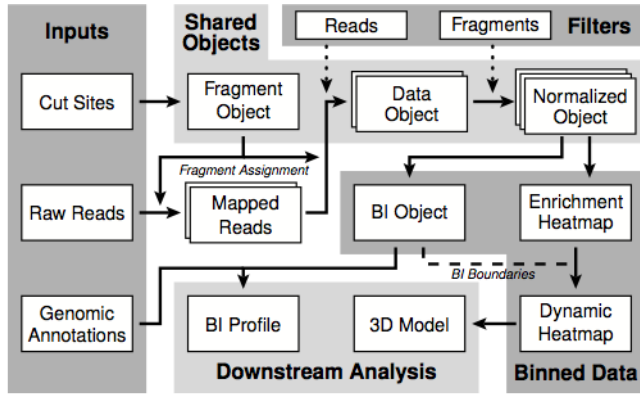 Inputs
Shared
Objects
Reads
Fragments
Filters
Cut Sites
Fragment
Object
Data
Object
Normalized
Object
Fragment Assignment
Raw Reads
Mapped
Reads
BI Object
Enrichment
Heatmap
BI Boundaries
Genomic
Annotations
BI Profile
3D Model
Dynamic
Heatmap
Downstream Analysis
Binned Data